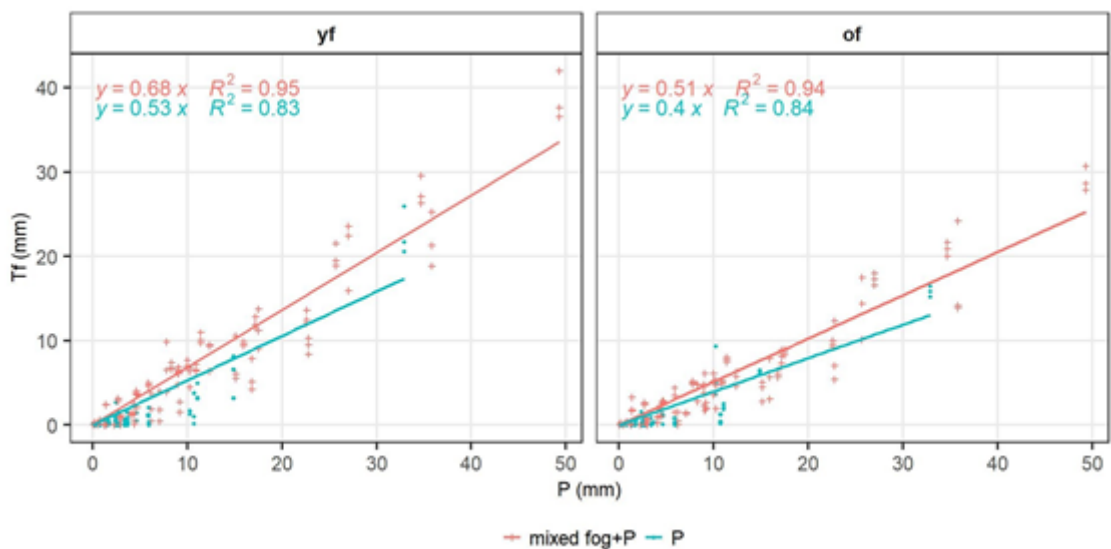 yf
of
y = 0.68 x R² = 0.95
y = 0.53 x R² = 0.83
y = 0.51 x R² = 0.94
y = 0.4 x R² = 0.84
40
30
20
10
0
Tf (mm)
0 10 20 30 40 50
0 10 20 30 40 50
P (mm)
mixed fog+P P